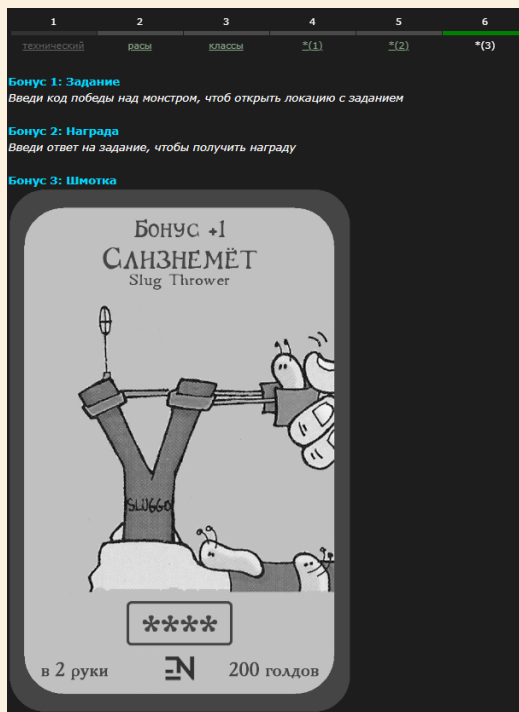 1 2 3 4 5 6
технический расы классы *(1) *(2) *(3)
Бонус 1: Задание
Введи код победы над монстром, чтоб открыть локацию с заданием
Бонус 2: Награда
Введи ответ на задание, чтобы получить награду
Бонус 3: Шмотка
Бонус +1
Слизнемёт
Slug Thrower
SLUGGO
****
в 2 руки EN 200 голдов